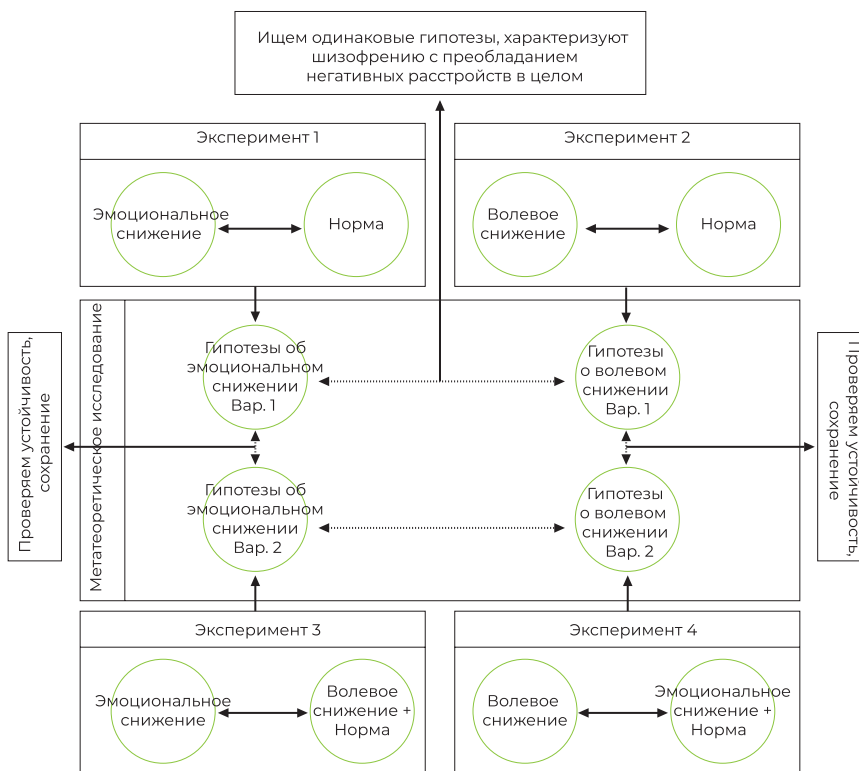 Ищем одинаковые гипотезы, характеризуют
шизофрению с преобладанием
негативных расстройств в целом
Эксперимент 1
Эмоциональное
снижение
Норма
Эксперимент 2
Волевое
снижение
Норма
Метатеоретическое исследование
Проверяем устойчивость,
сохранение
Гипотезы об
эмоциональном
снижении
Вар. 1
Гипотезы
о волевом
снижении
Вар. 1
Проверяем устойчивость,
сохранение
Гипотезы об
эмоциональном
снижении
Вар. 2
Гипотезы
о волевом
снижении
Вар. 2
Эксперимент 3
Эмоциональное
снижение
Волевое
снижение +
Норма
Эксперимент 4
Волевое
снижение
Эмоциональное
снижение +
Норма